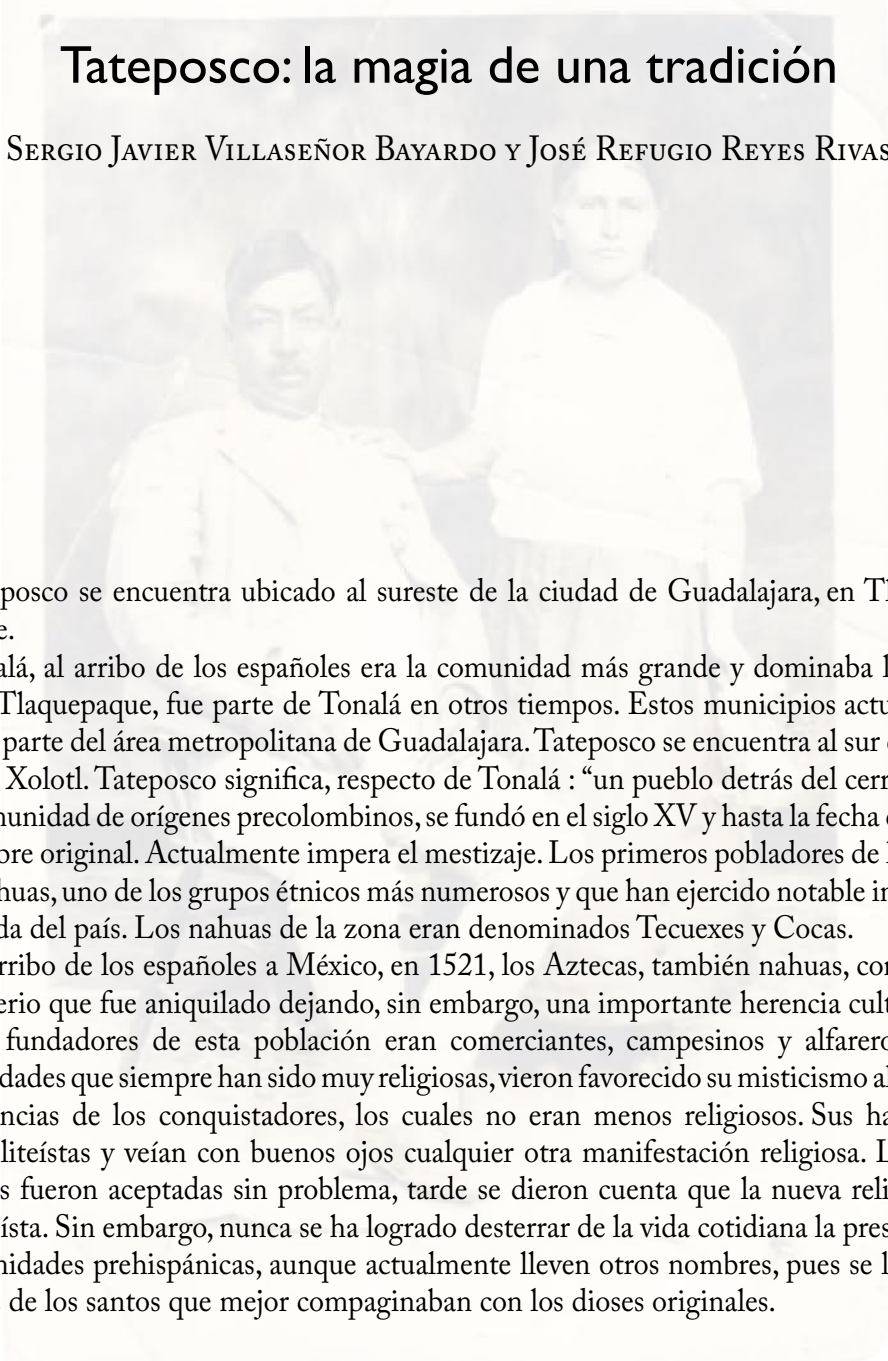 Tateposco: la magia de una tradición
Sergio Javier Villaseñor Bayardo y José Refugio Reyes Rivas
posco se encuentra ubicado al sureste de la ciudad de Guadalajara, en Tl
e.
alá, al arribo de los españoles era la comunidad más grande y dominaba l
Tlaquepaque, fue parte de Tonalá en otros tiempos. Estos municipios actu
parte del área metropolitana de Guadalajara. Tateposco se encuentra al sur
Xolotl. Tateposco significa, respecto de Tonalá : “un pueblo detrás del cerr
unidad de orígenes precolombinos, se fundó en el siglo XV y hasta la fecha
bre original. Actualmente impera el mestizaje. Los primeros pobladores de
huas, uno de los grupos étnicos más numerosos y que han ejercido notable in
da del país. Los nahuas de la zona eran denominados Tecuexes y Cocas.
rribo de los españoles a México, en 1521, los Aztecas, también nahuas, con
erio que fue aniquilado dejando, sin embargo, una importante herencia cult
fundadores de esta población eran comerciantes, campesinos y alfarero
dades que siempre han sido muy religiosas, vieron favorecido su misticismo al
ncias de los conquistadores, los cuales no eran menos religiosos. Sus ha
liteístas y veían con buenos ojos cualquier otra manifestación religiosa. L
s fueron aceptadas sin problema, tarde se dieron cuenta que la nueva reli
ísta. Sin embargo, nunca se ha logrado desterrar de la vida cotidiana la pres
nidades prehispánicas, aunque actualmente lleven otros nombres, pues se l
de los santos que mejor compaginaban con los dioses originales.